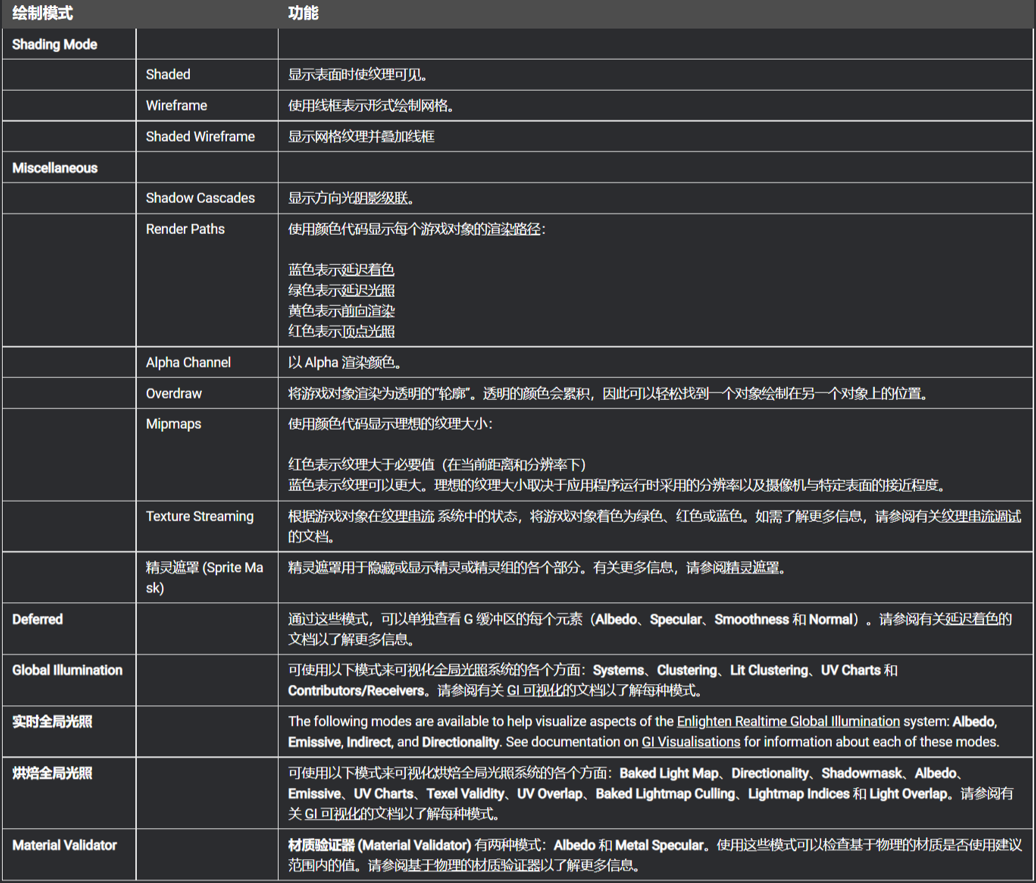 绘制模式 功能
Shading Mode
Shaded 显示表面时使纹理可见。
Wireframe 使用线框表示形式绘制网格。
Shaded Wireframe 显示网格纹理并叠加线框
Miscellaneous
Shadow Cascades 显示方向光阴影级联。
Render Paths 使用颜色代码显示每个游戏对象的渲染路径：
蓝色表示延迟着色
绿色表示延迟光照
黄色表示前向渲染
红色表示顶点光照
Alpha Channel 以 Alpha 渲染颜色。
Overdraw 将游戏对象渲染为透明的“轮廓”。透明的颜色会累积，因此可以轻松找到一个对象绘制在另一个对象上的位置。
Mipmaps 使用颜色代码显示理想的纹理大小：
红色表示纹理大于必要值（在当前距离和分辨率下）
蓝色表示纹理可以更大。理想的纹理大小取决于应用程序运行时采用的分辨率以及摄像机与特定表面的接近程度。
Texture Streaming 根据游戏对象在纹理串流 系统中的状态，将游戏对象着色为绿色、红色或蓝色。如需了解更多信息，请参阅有关纹理串流调试
的文档。
精灵遮罩 (Sprite Ma 精灵遮罩用于隐藏或显示精灵或精灵组的各个部分。有关更多信息，请参阅精灵遮罩。
sk)
Deferred 通过这些模式，可以单独查看 G 缓冲区的每个元素（Albedo、Specular、Smoothness 和 Normal）。请参阅有关延迟着色的
文档以了解更多信息。
Global Illumination 可使用以下模式来可视化全局光照系统的各个方面：Systems、Clustering、Lit Clustering、UV Charts 和
Contributors/Receivers。请参阅有关 GI 可视化的文档以了解每种模式。
实时全局光照 The following modes are available to help visualize aspects of the Enlighten Realtime Global Illumination system: Albedo,
Emissive, Indirect, and Directionality. See documentation on GI Visualisations for information about each of these modes.
烘焙全局光照 可使用以下模式来可视化烘焙全局光照系统的各个方面：Baked Light Map、Directionality、Shadowmask、Albedo、
Emissive、UV Charts、Texel Validity、UV Overlap、Baked Lightmap Culling、Lightmap Indices 和 Light Overlap。请参阅有
关 GI 可视化的文档以了解每种模式。
Material Validator 材质验证器 (Material Validator) 有两种模式：Albedo 和 Metal Specular。使用这些模式可以检查基于物理的材质是否使用建议
范围内的值。请参阅基于物理的材质验证器以了解更多信息。